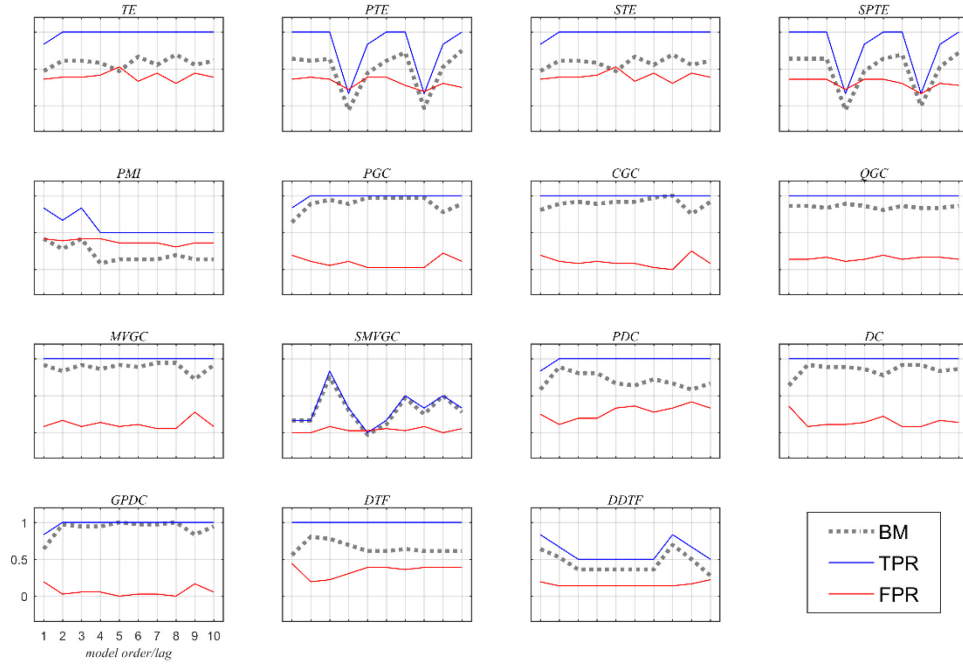 TE PTE STE SPTE
PMI PGC CGC QGC
MVGC SMVGC PDC DC
GPDC DTF DDTF
1
0.5
0
1 2 3 4 5 6 7 8 9 10
model order/lag
BM
TPR
FPR